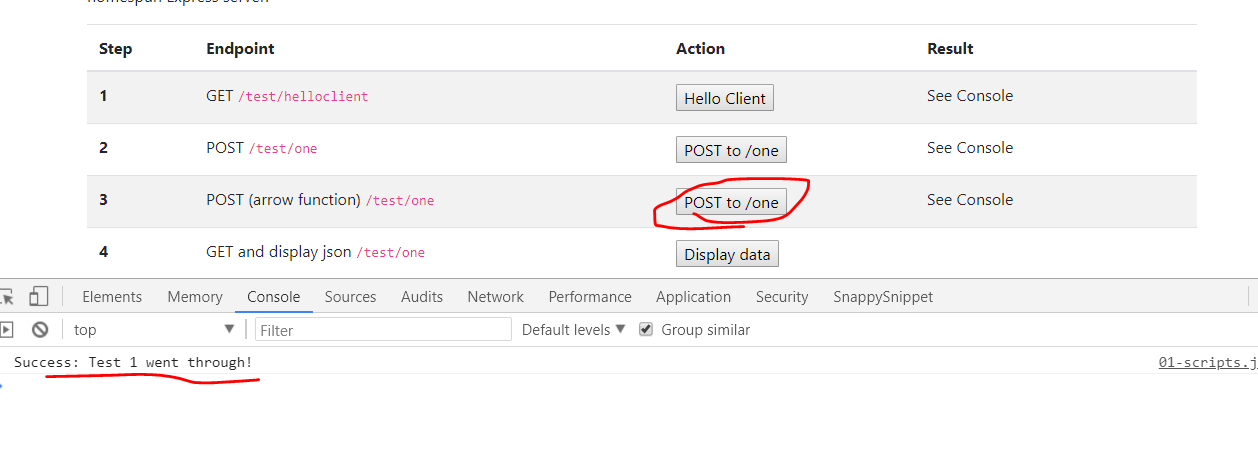 homespun Express server.
Step Endpoint Action Result
1 GET /test/helloclient Hello Client See Console
2 POST /test/one POST to /one See Console
3 POST (arrow function) /test/one POST to /one See Console
4 GET and display json /test/one Display data
Elements Memory Console Sources Audits Network Performance Application Security SnappySnippet
top Filter Default levels Group similar
Success: Test 1 went through! 01-scripts.j